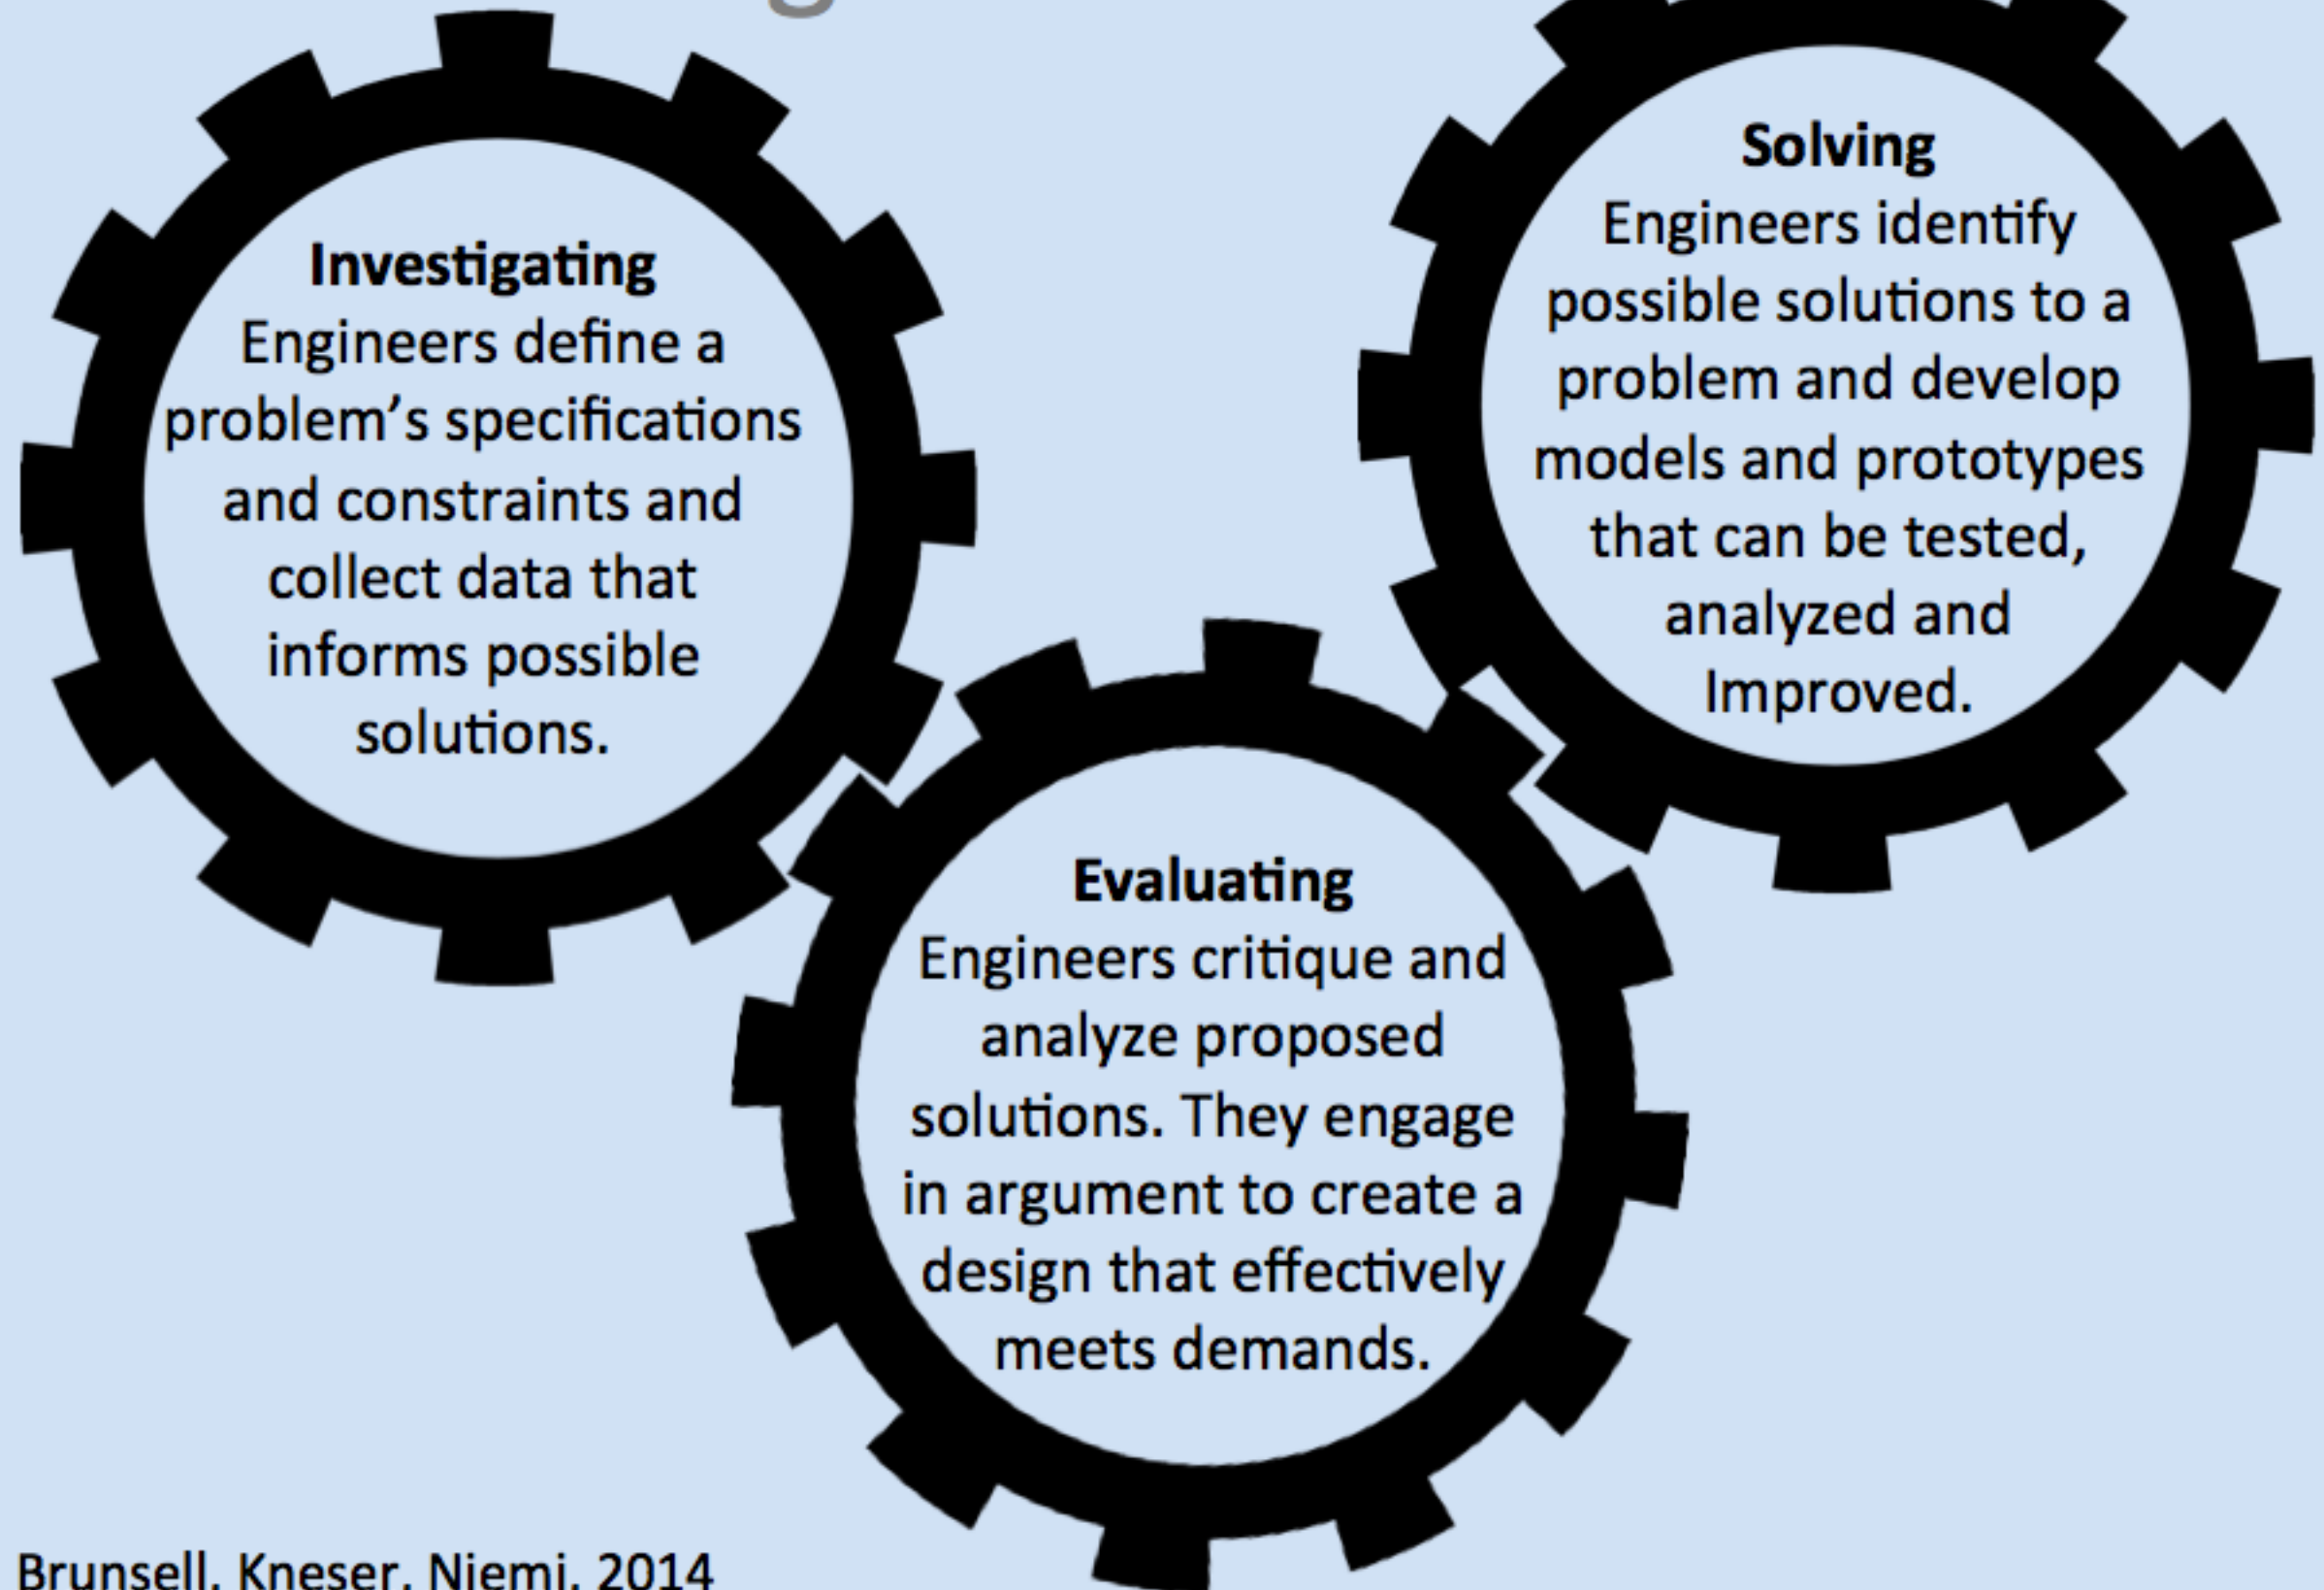 Investigating
Engineers define a
problem's specifications
and constraints and
collect data that
informs possible
solutions.
Solving
Engineers identify
possible solutions to a
problem and develop
models and prototypes
that can be tested,
analyzed and
Improved.
Evaluating
Engineers critique and
analyze proposed
solutions. They engage
in argument to create a
design that effectively
meets demands.
Brunsell, Kneser, Niemi, 2014